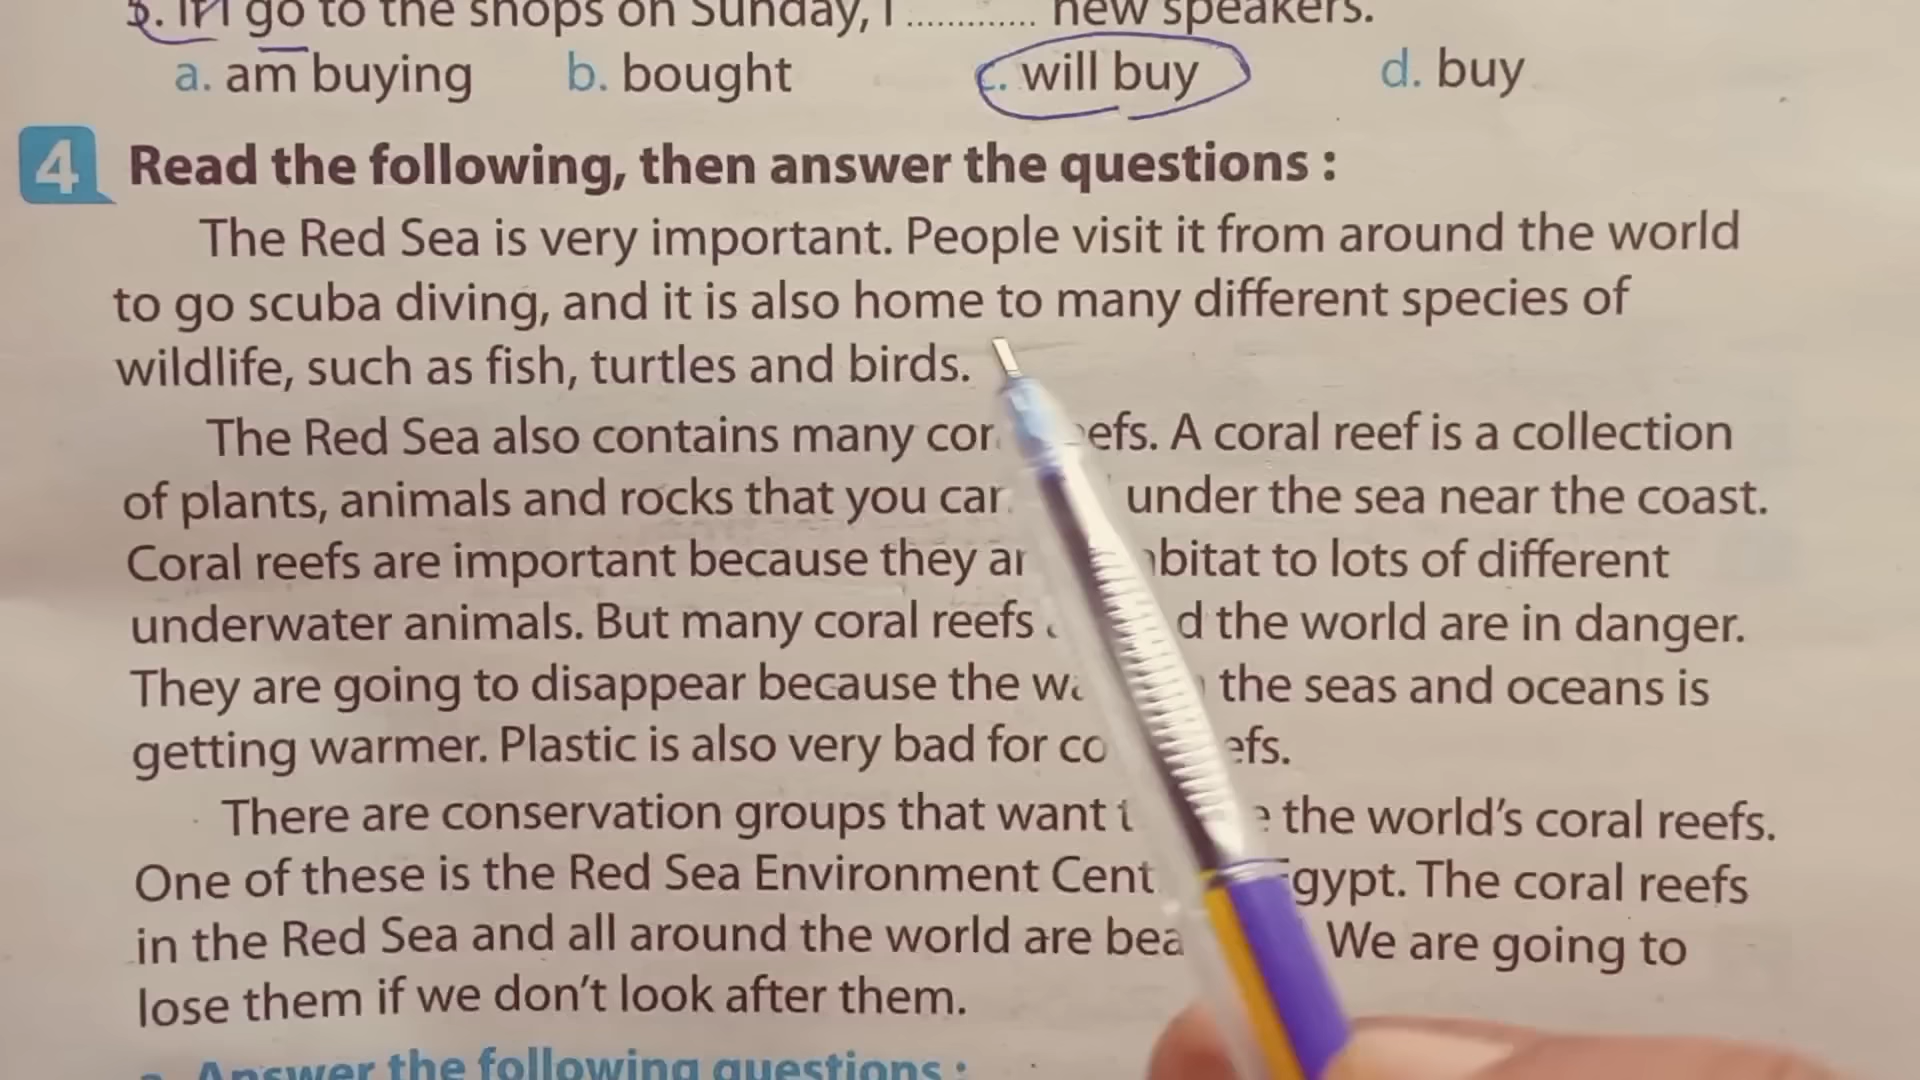 3. If I go to the shops on Sunday, I ............ new speakers.
a. am buying b. bought c. will buy d. buy
4 Read the following, then answer the questions :
The Red Sea is very important. People visit it from around the world
to go scuba diving, and it is also home to many different species of
wildlife, such as fish, turtles and birds.
The Red Sea also contains many cor efs. A coral reef is a collection
of plants, animals and rocks that you can under the sea near the coast.
Coral reefs are important because they ar bitat to lots of different
underwater animals. But many coral reefs d the world are in danger.
They are going to disappear because the wa the seas and oceans is
getting warmer. Plastic is also very bad for co efs.
There are conservation groups that want t e the world's coral reefs.
One of these is the Red Sea Environment Cent Egypt. The coral reefs
in the Red Sea and all around the world are bea We are going to
lose them if we don't look after them.
a. Answer the following questions :